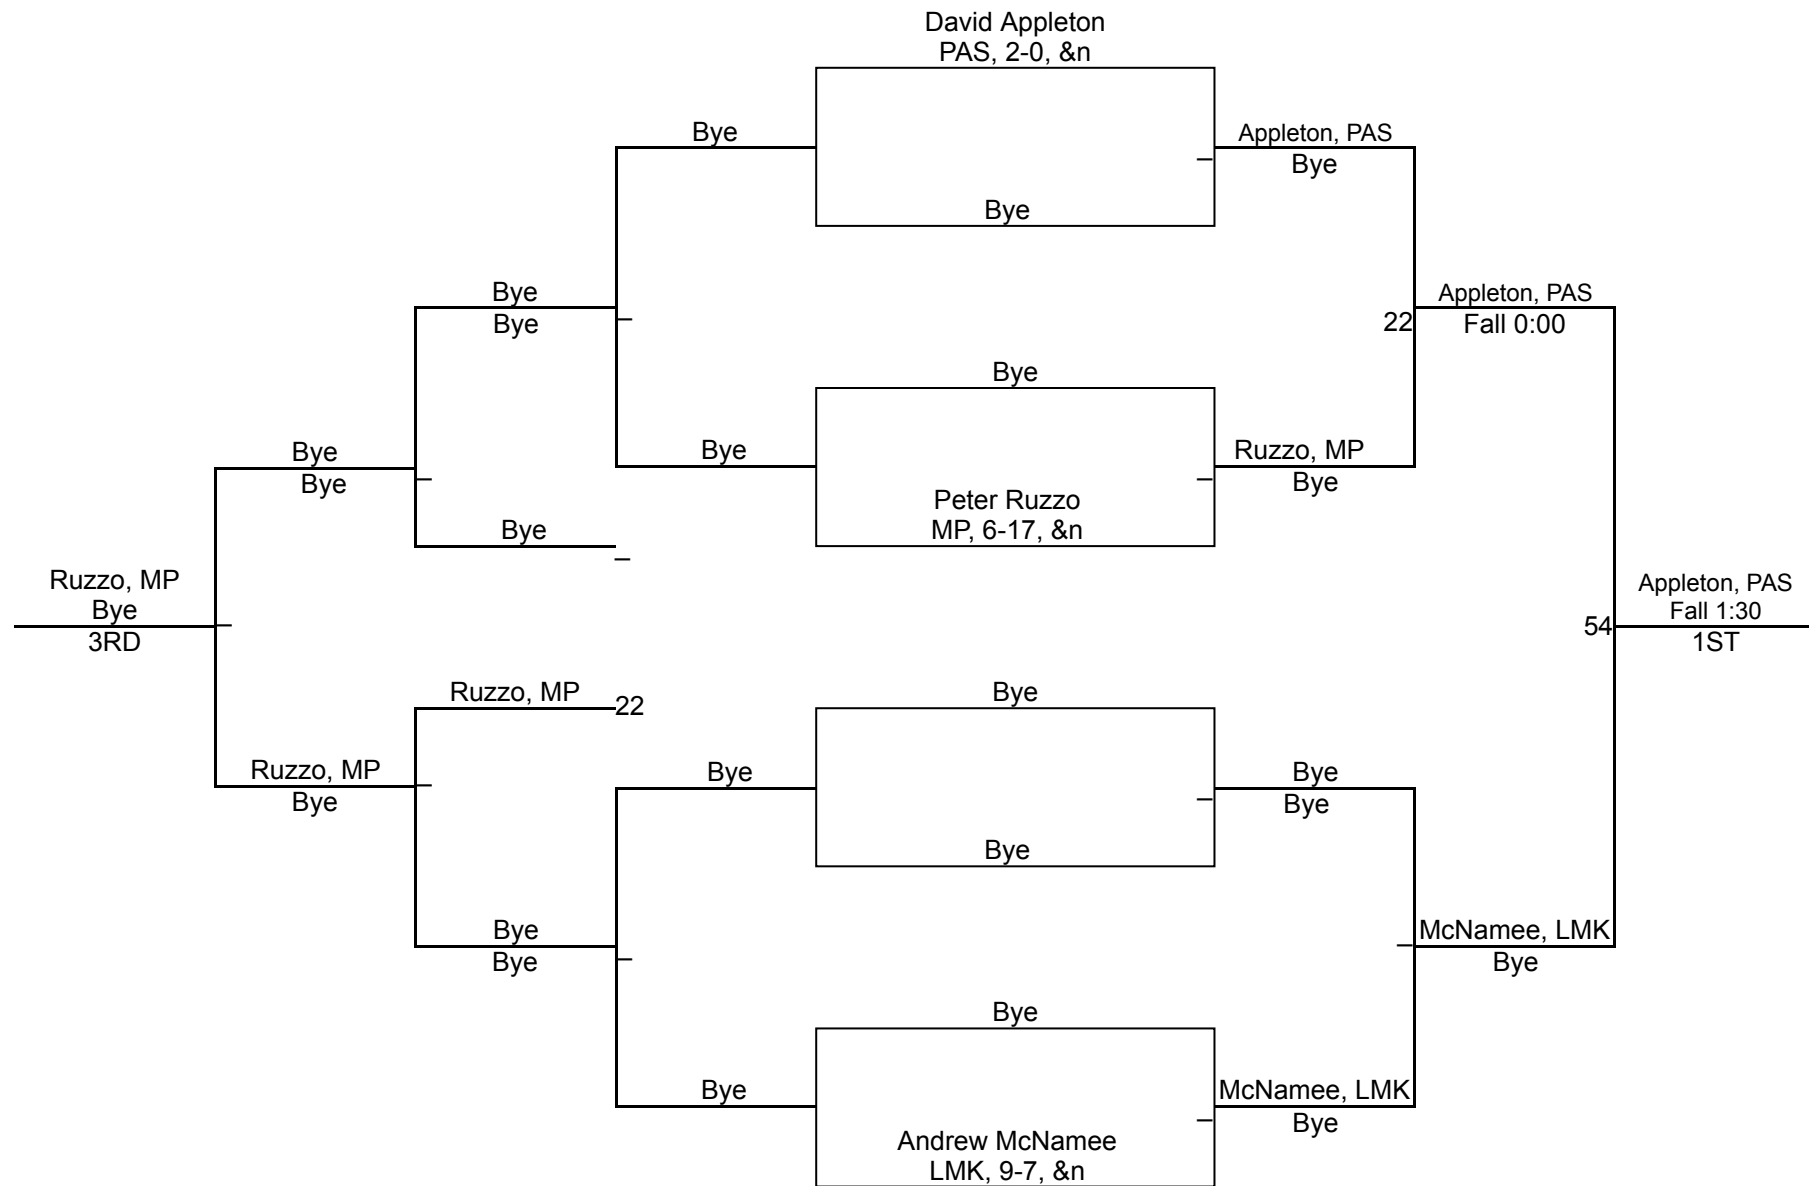 David Appleton
PAS, 2-0, &n
Bye
Appleton, PAS
Bye
Bye
Bye
Bye
Appleton, PAS
22
Fall 0:00
Bye
Bye
Bye
Ruzzo, MP
Bye
Bye
Peter Ruzzo
MP, 6-17, &n
Bye
Ruzzo, MP
Bye
3RD
Appleton, PAS
Fall 1:30
54
1ST
Ruzzo, MP
22
Bye
Ruzzo, MP
Bye
Bye
Bye
Bye
Bye
Bye
Bye
McNamee, LMK
Bye
Bye
Bye
McNamee, LMK
Bye
Andrew McNamee
LMK, 9-7, &n